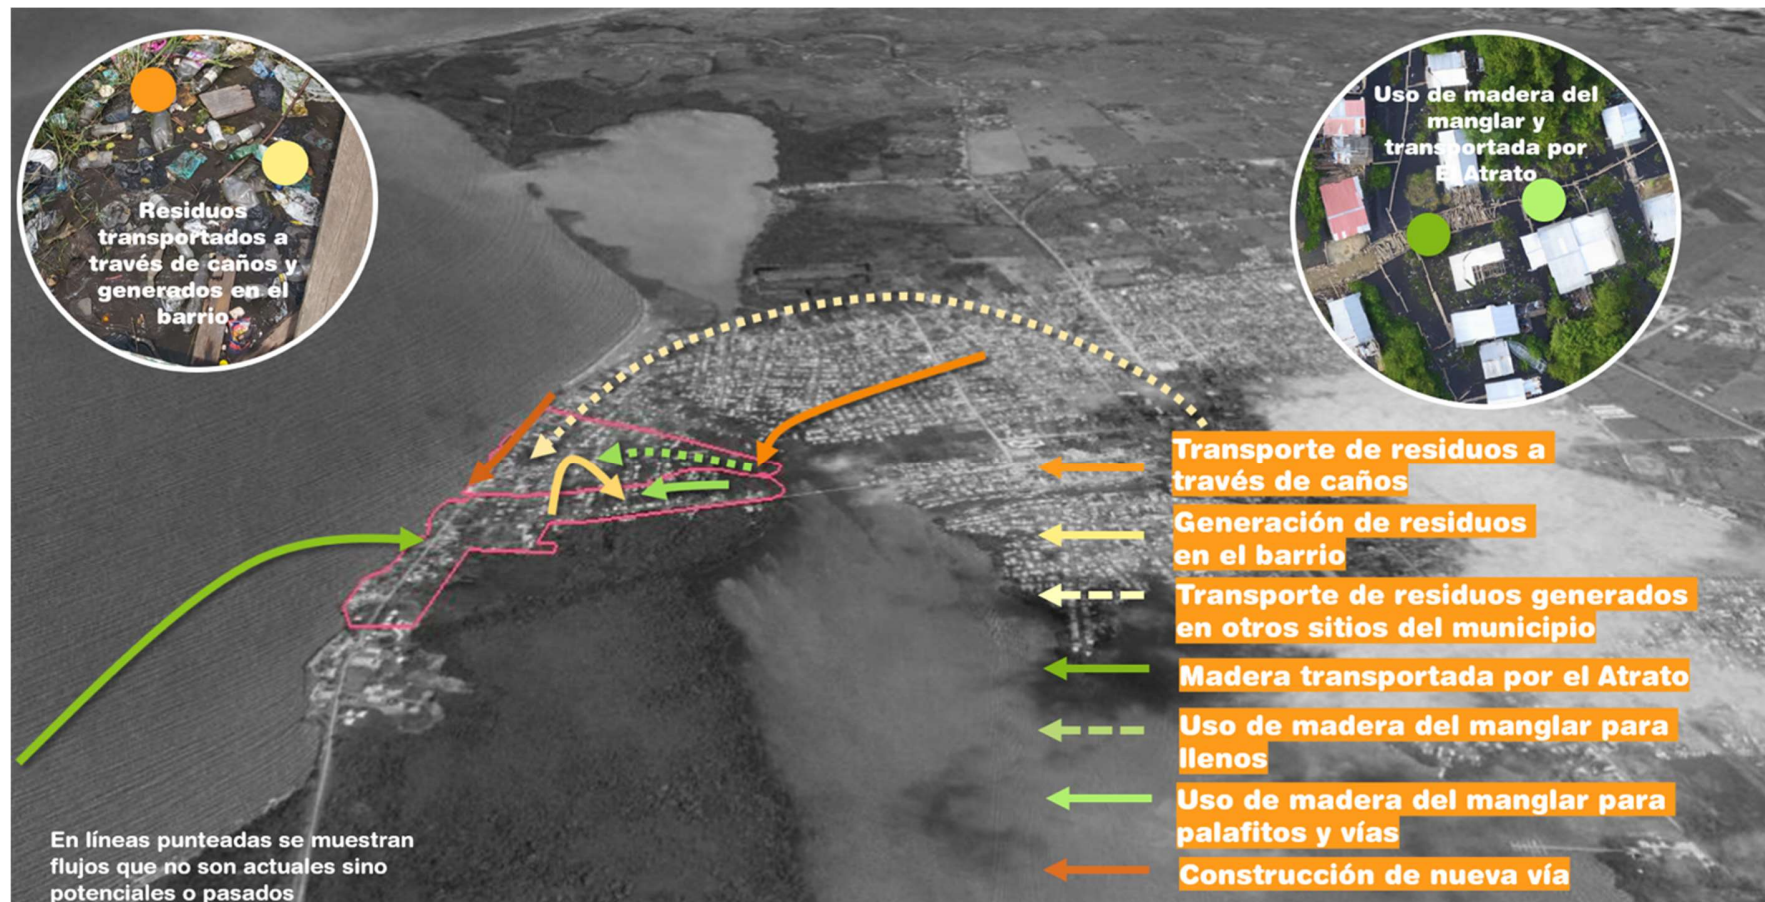 Residuos
transportados a
través de caños y
generados en el
barrio
Uso de madera del
manglar y
transportada por
El Atrato
Transporte de residuos a
través de caños
Generación de residuos
en el barrio
Transporte de residuos generados
en otros sitios del municipio
Madera transportada por el Atrato
Uso de madera del manglar para
llenos
Uso de madera del manglar para
palafitos y vías
Construcción de nueva vía
En líneas punteadas se muestran
flujos que no son actuales sino
potenciales o pasados